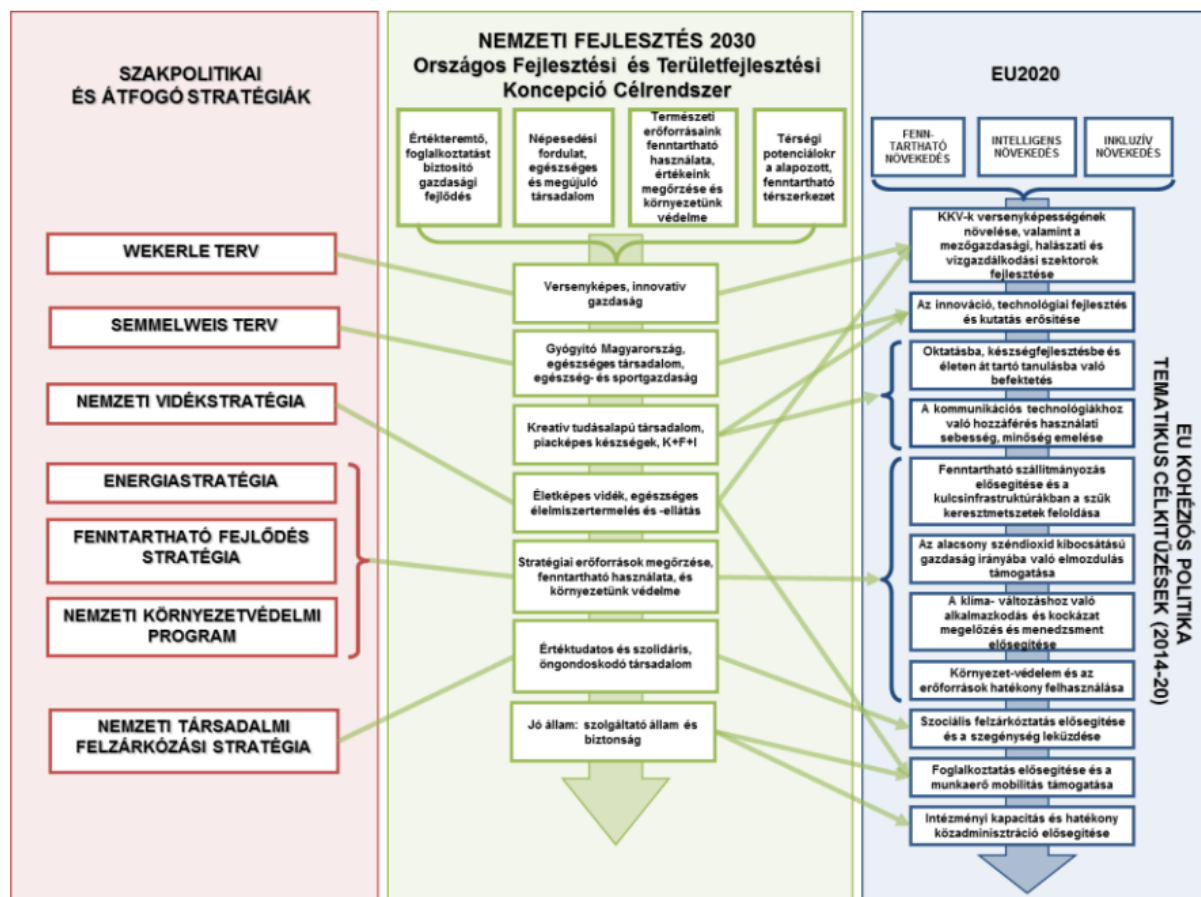 SZAKPOLITIKAI
ÉS ÁTFOGÓ STRATÉGIÁK
WEKERLE TERV
SEMMELWEIS TERV
NEMZETI VIDÉKSTRATÉGIA
ENERGIASTRATÉGIA
FENNTARTHATÓ FEJLŐDÉS
STRATÉGIA
NEMZETI KÖRNYEZETVÉDELMI
PROGRAM
NEMZETI TÁRSADALMI
FELZÁRKÓZÁSI STRATÉGIA
NEMZETI FEJLESZTÉS 2030
Országos Fejlesztési és Területfejlesztési
Koncepció Célrendszer
Értékteremtő,
foglalkoztatást
biztosító
gazdasági
fejlődés
Népesedési
fordulat,
egészséges
és megújuló
társadalom
Természeti
erőforrásaink
fenntartható
használata,
értékeink
megőrzése és
környezetünk
védelme
Térségi
potenciálokr
a alapozott,
fenntartható
térszerkezet
Versenyképes, innovatív
gazdaság
Gyógyító Magyarország,
egészséges társadalom,
egészség- és sportgazdaság
Kreatív tudásalapú társadalom,
piacképes készségek, K+F+I
Életképes vidék, egészséges
élelmiszertermelés és -ellátás
Stratégiai erőforrások megőrzése,
fenntartható használata, és
környezetünk védelme
Értéktudatos és szolidáris,
öngondoskodó társadalom
Jó állam: szolgáltató állam és
biztonság
EU2020
FENN-
TARTHATÓ
NÖVEKEDÉS
INTELLIGENS
NÖVEKEDÉS
INKLUZÍV
NÖVEKEDÉS
KKV-k versenyképességének
növelése, valamint a
mezőgazdasági, halászati és
vízgazdálkodási szektorok
fejlesztése
Az innováció, technológiai fejlesztés
és kutatás erősítése
Oktatásba, készségfejlesztésbe és
életen át tartó tanulásba való
befektetés
A kommunikációs technológiákhoz
való hozzáférés használati
sebesség, minőség emelése
Fenntartható szállítmányozás
elősegítése és a
kulcsinfrastruktúrákban a szűk
keresztmetszetek feloldása
Az alacsony széndioxid kibocsátású
gazdaság irányába való elmozdulás
támogatása
A klíma- változáshoz való
alkalmazkodás és kockázat
megelőzés és menedzsment
elősegítése
Környezet-védelem és az
erőforrások hatékony felhasználása
Szociális felzárkóztatás elősegítése
és a szegénység leküzdése
Foglalkoztatás elősegítése és a
munkaerő mobilitás támogatása
Intézményi kapacitás és hatékony
közadminisztráció elősegítése
EU KOHÉZIÓS POLITIKA
TEMATIKUS CÉLKITŰZÉSEK (2014-20)